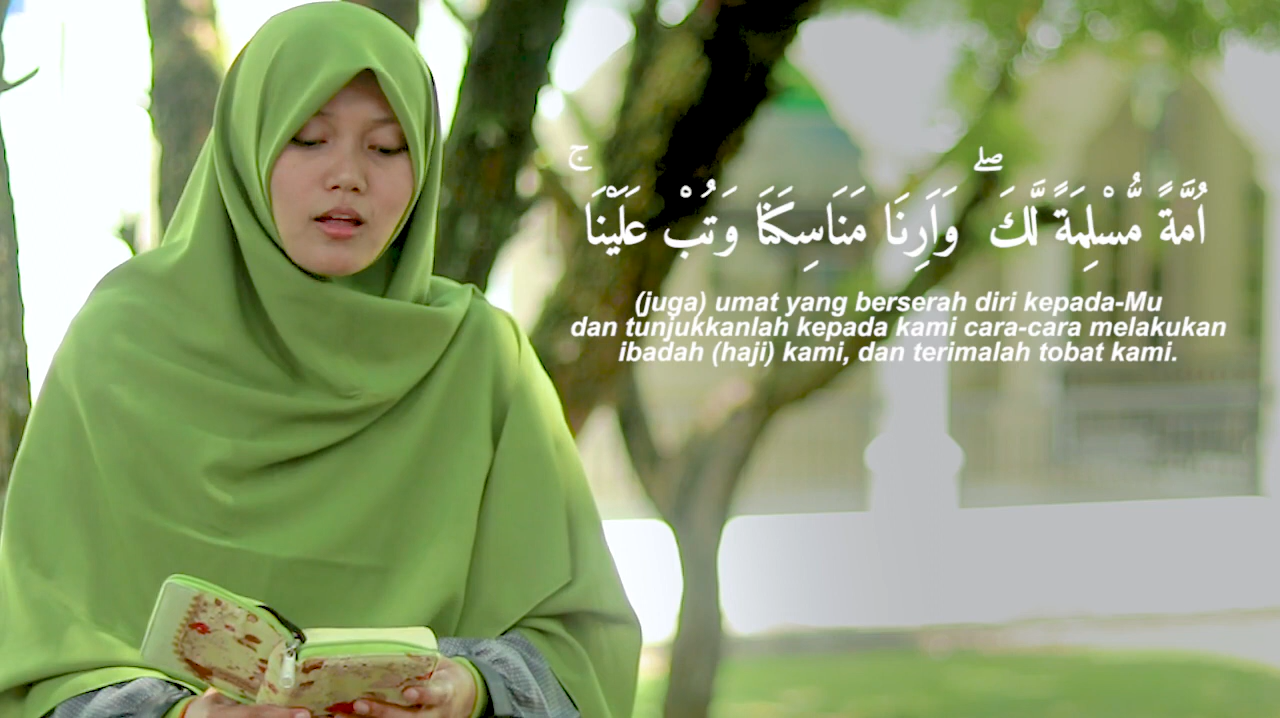 اُمَّةً مُّسْلِمَةً لَّكَ ۖ وَاَرِنَا مَنَاسِكَنَا وَتُبْ عَلَيْنَا ۚ
(juga) umat yang berserah diri kepada-Mu
dan tunjukkanlah kepada kami cara-cara melakukan
ibadah (haji) kami, dan terimalah tobat kami.